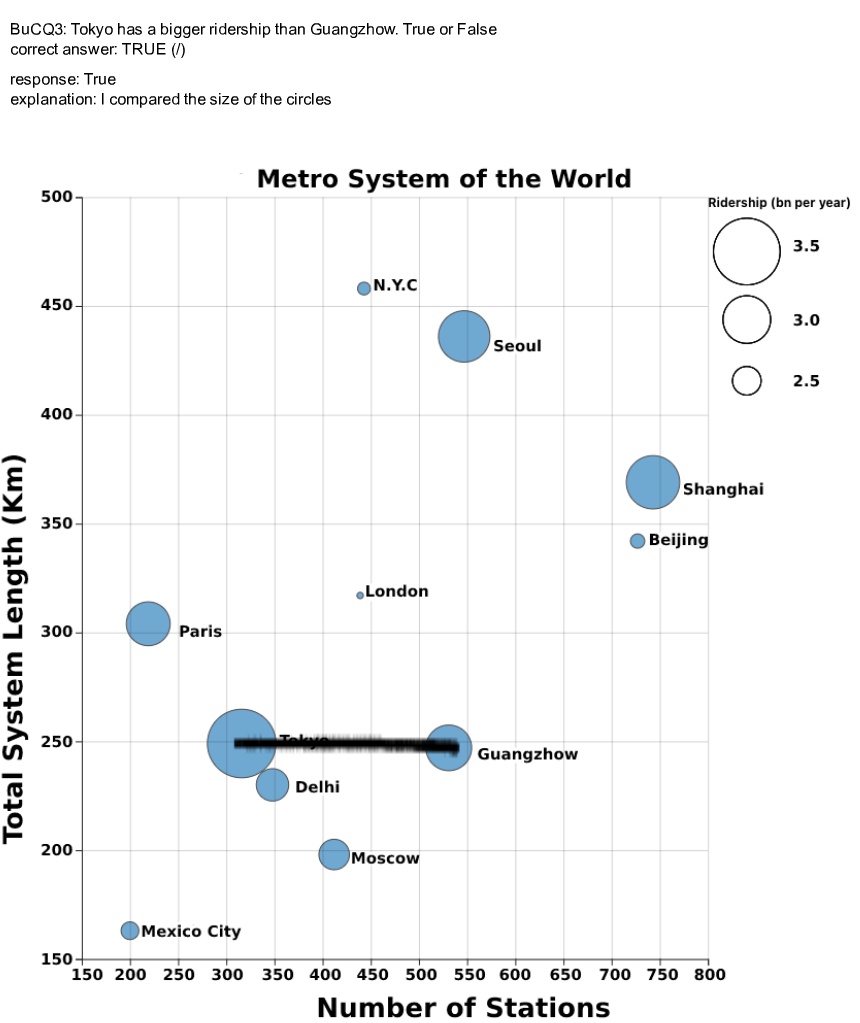 BuCQ3: Tokyo has a bigger ridership than Guangzhow. True or False
correct answer: TRUE (/)
response: True
explanation: I compared the size of the circles
Metro System of the World
Ridership (bn per year)
3.5
3.0
2.5
500
450
400
350
300
250
200
150
Total System Length (Km)
N.Y.C
Seoul
Shanghai
Beijing
London
Paris
Tokyo
Guangzhow
Delhi
Moscow
Mexico City
150 200 250 300 350 400 450 500 550 600 650 700 750 800
Number of Stations